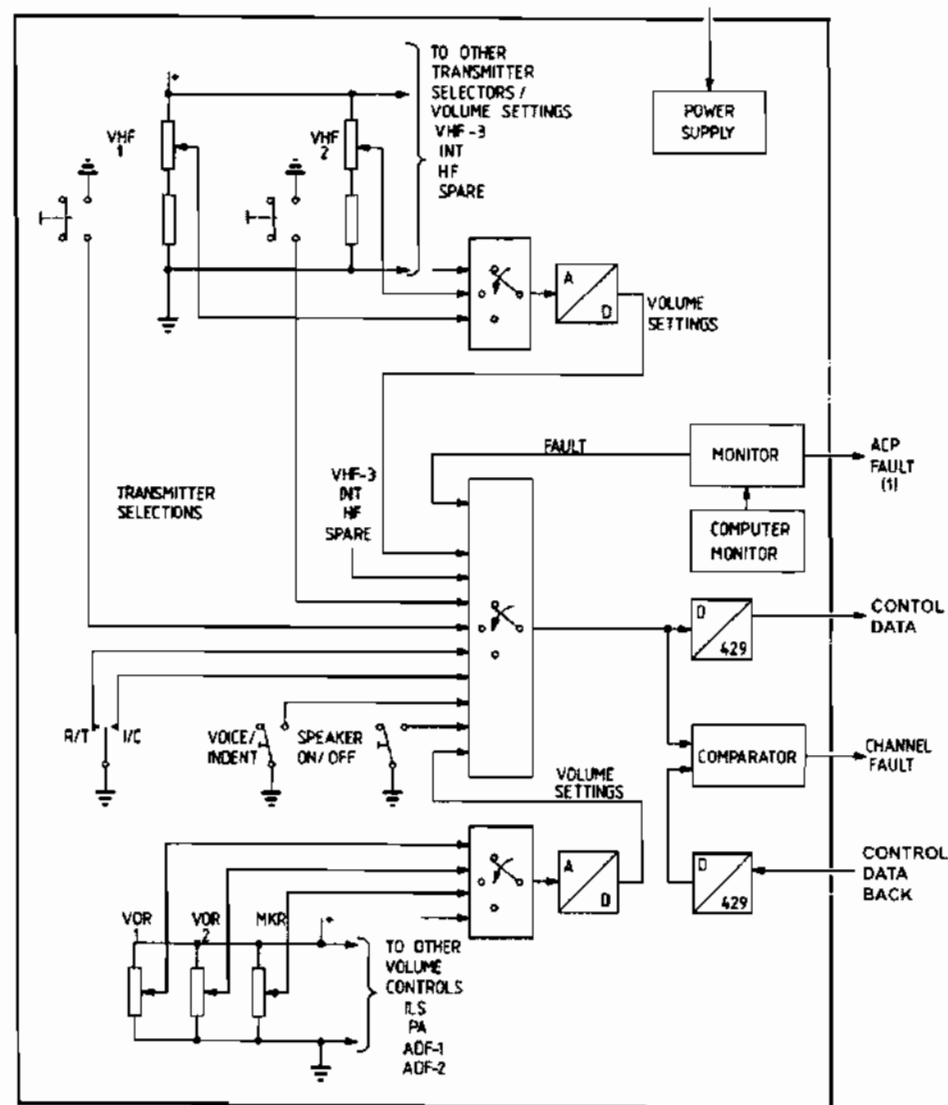 TO OTHER
TRANSMITTER
SELECTORS /
VOLUME SETTINGS
VHF-3
INT
HF
SPARE
POWER
SUPPLY
VHF
1
VHF
2
+
A
D
VOLUME
SETTINGS
FAULT
MONITOR
ACP
FAULT
(1)
COMPUTER
MONITOR
TRANSMITTER
SELECTIONS
VHF-3
INT
HF
SPARE
D
429
CONTOL
DATA
R/T
I/C
VOICE/
INDENT
SPEAKER
ON/OFF
COMPARATOR
CHANNEL
FAULT
VOLUME
SETTINGS
A
D
D
429
CONTROL
DATA
BACK
VOR
1
VOR
2
MKR
+
TO OTHER
VOLUME
CONTROLS
ILS
PA
ADF-1
ADF-2